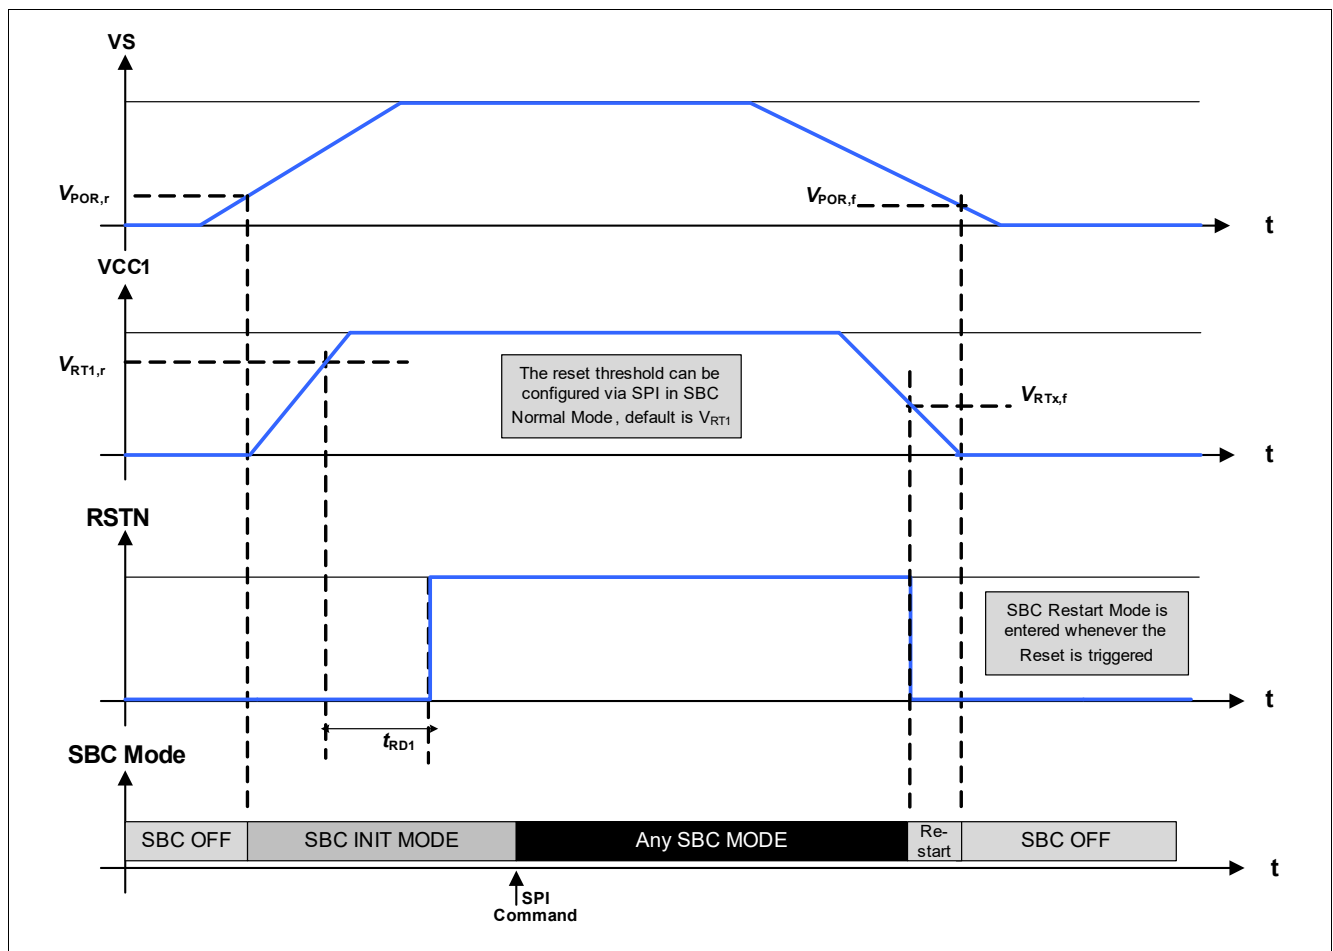 VS
V_POR,r
V_POR,f
t
VCC1
V_RT1,r
The reset threshold can be
configured via SPI in SBC
Normal Mode , default is V_RT1
V_RTx,f
t
RSTN
SBC Restart Mode is
entered whenever the
Reset is triggered
t
t_RD1
SBC Mode
SBC OFF
SBC INIT MODE
Any SBC MODE
Re-
start
SBC OFF
t
SPI
Command